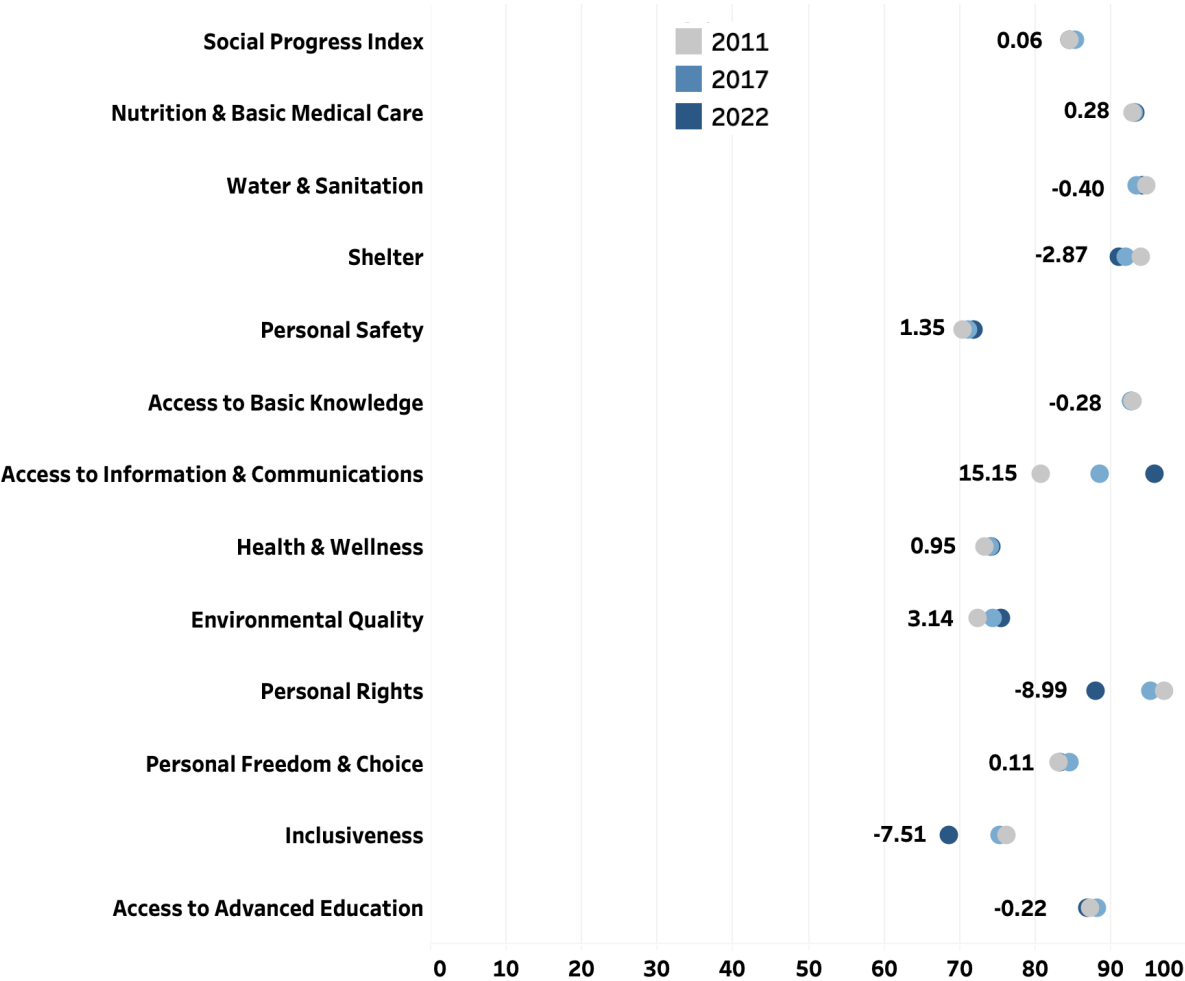 Social Progress Index 0.06
2011
2017
2022
Nutrition & Basic Medical Care 0.28
Water & Sanitation -0.40
Shelter -2.87
Personal Safety 1.35
Access to Basic Knowledge -0.28
Access to Information & Communications 15.15
Health & Wellness 0.95
Environmental Quality 3.14
Personal Rights -8.99
Personal Freedom & Choice 0.11
Inclusiveness -7.51
Access to Advanced Education -0.22
0 10 20 30 40 50 60 70 80 90 100